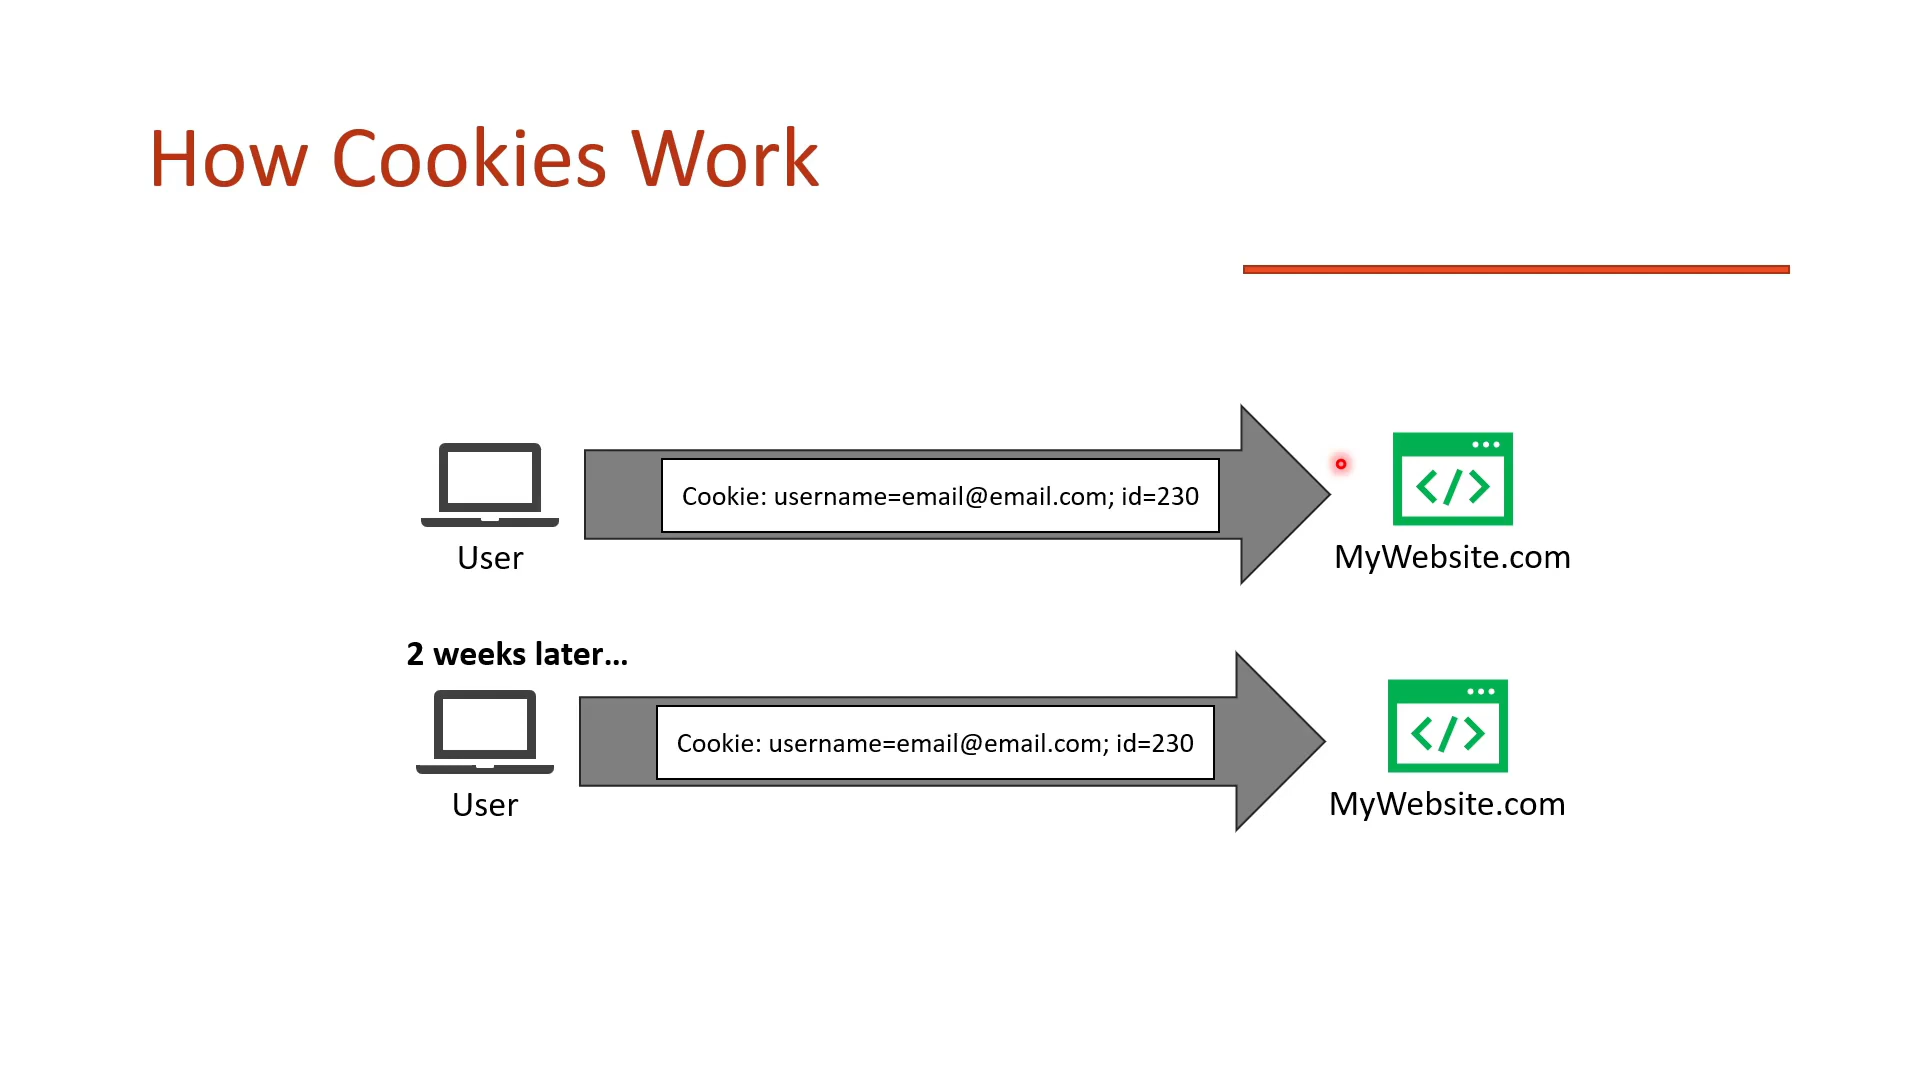 How Cookies Work
Cookie: username=email@email.com; id=230
</>
User
MyWebsite.com
2 weeks later...
Cookie: username=email@email.com; id=230
</>
User
MyWebsite.com